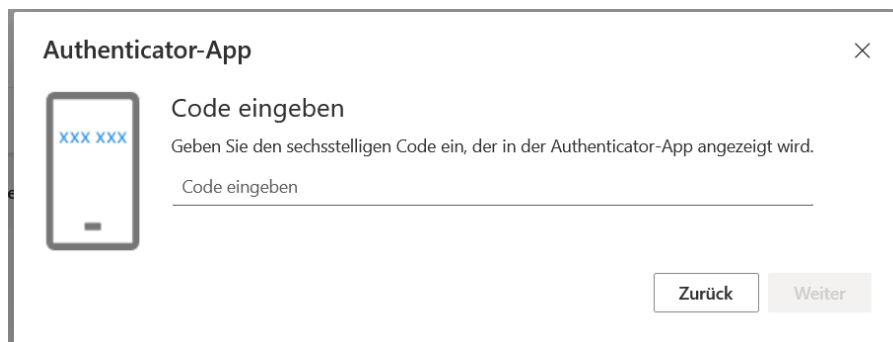 Authenticator-App
XXX XXX
Code eingeben
Geben Sie den sechsstelligen Code ein, der in der Authenticator-App angezeigt wird.
Code eingeben
e
Zurück
Weiter